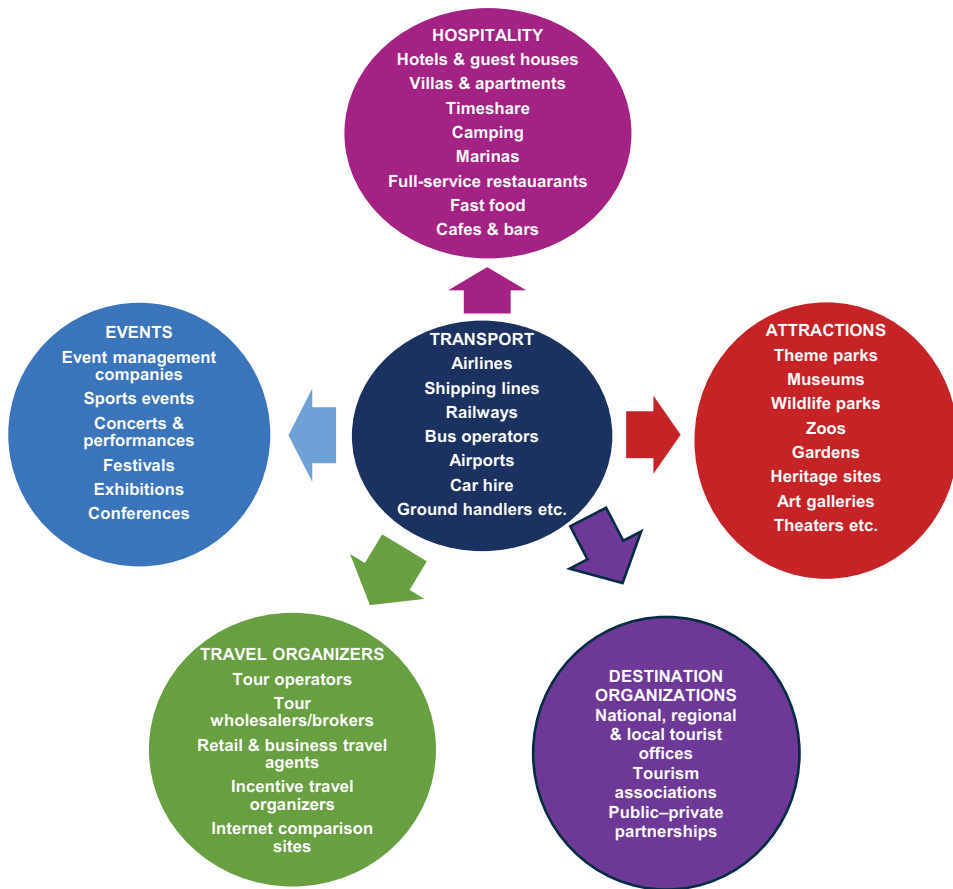 HOSPITALITY
Hotels & guest houses
Villas & apartments
Timeshare
Camping
Marinas
Full-service restauarants
Fast food
Cafes & bars
EVENTS
Event management
companies
Sports events
Concerts &
performances
Festivals
Exhibitions
Conferences
TRANSPORT
Airlines
Shipping lines
Railways
Bus operators
Airports
Car hire
Ground handlers etc.
ATTRACTIONS
Theme parks
Museums
Wildlife parks
Zoos
Gardens
Heritage sites
Art galleries
Theaters etc.
TRAVEL ORGANIZERS
Tour operators
Tour
wholesalers/brokers
Retail & business travel
agents
Incentive travel
organizers
Internet comparison
sites
DESTINATION
ORGANIZATIONS
National, regional
& local tourist
offices
Tourism
associations
Public–private
partnerships